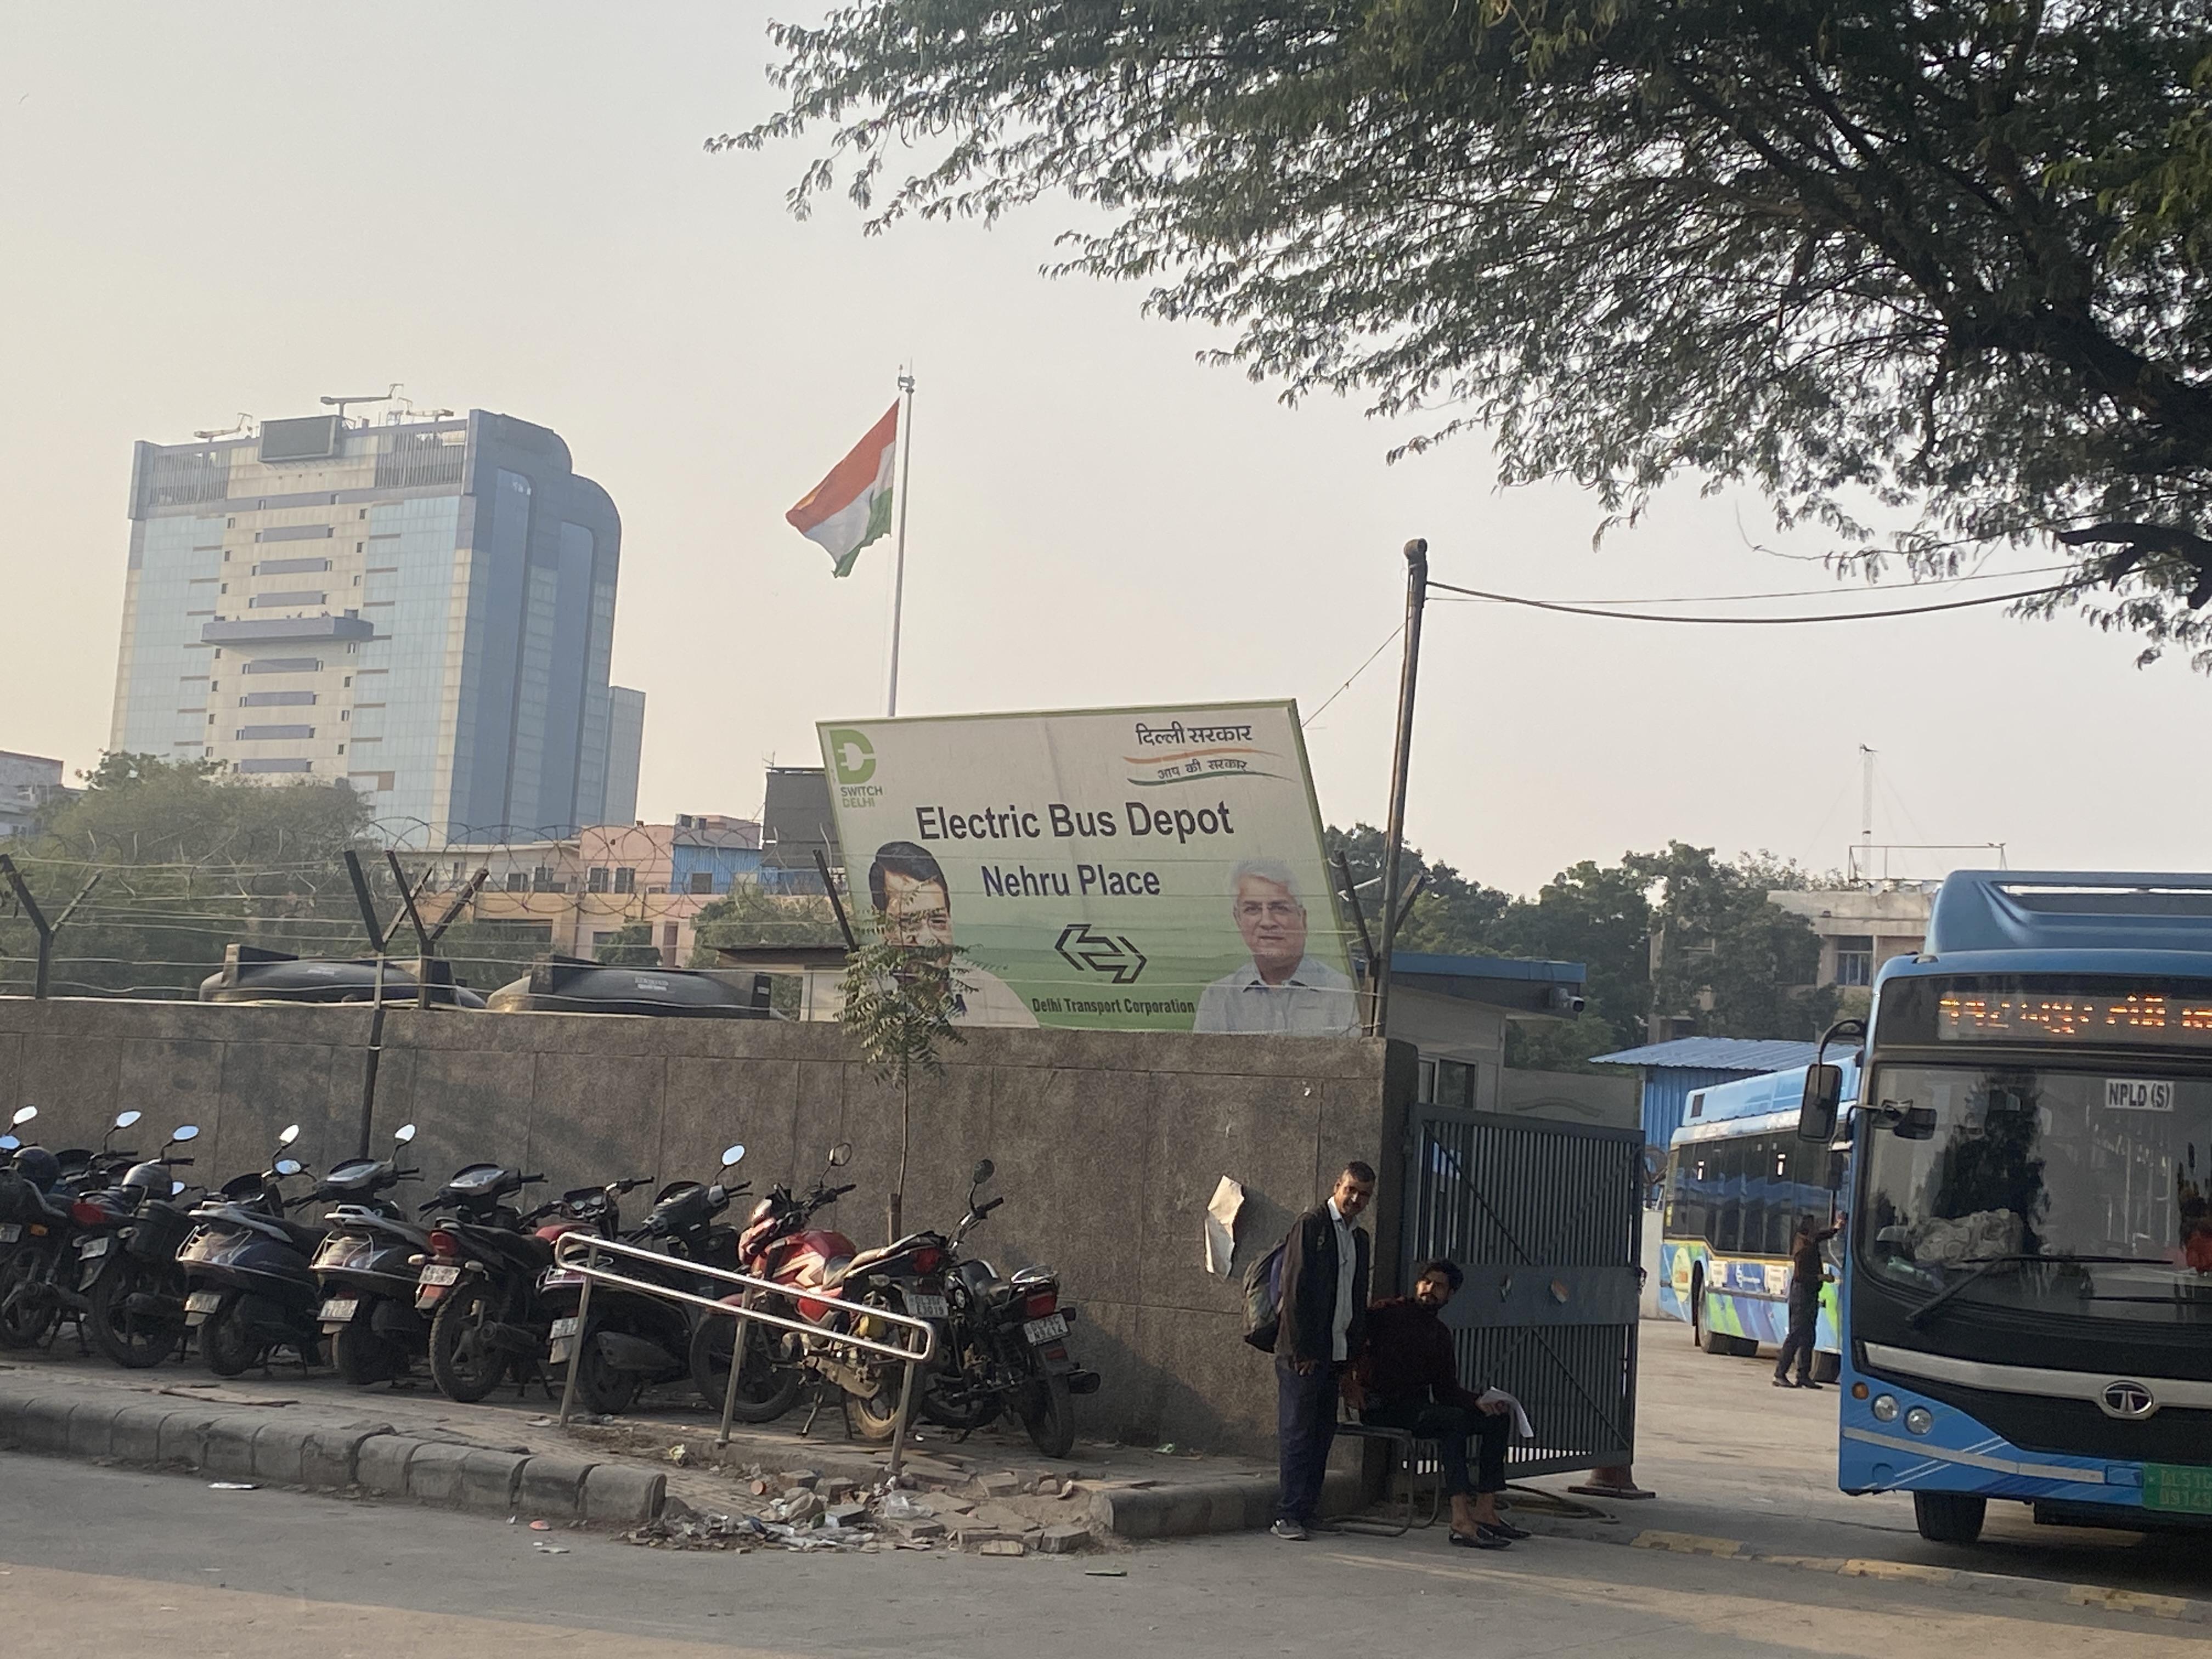 दिल्ली सरकार
आप की सरकार
SWITCH
DELHI
Electric Bus Depot
Nehru Place
Delhi Transport Corporation
NPLD (S)